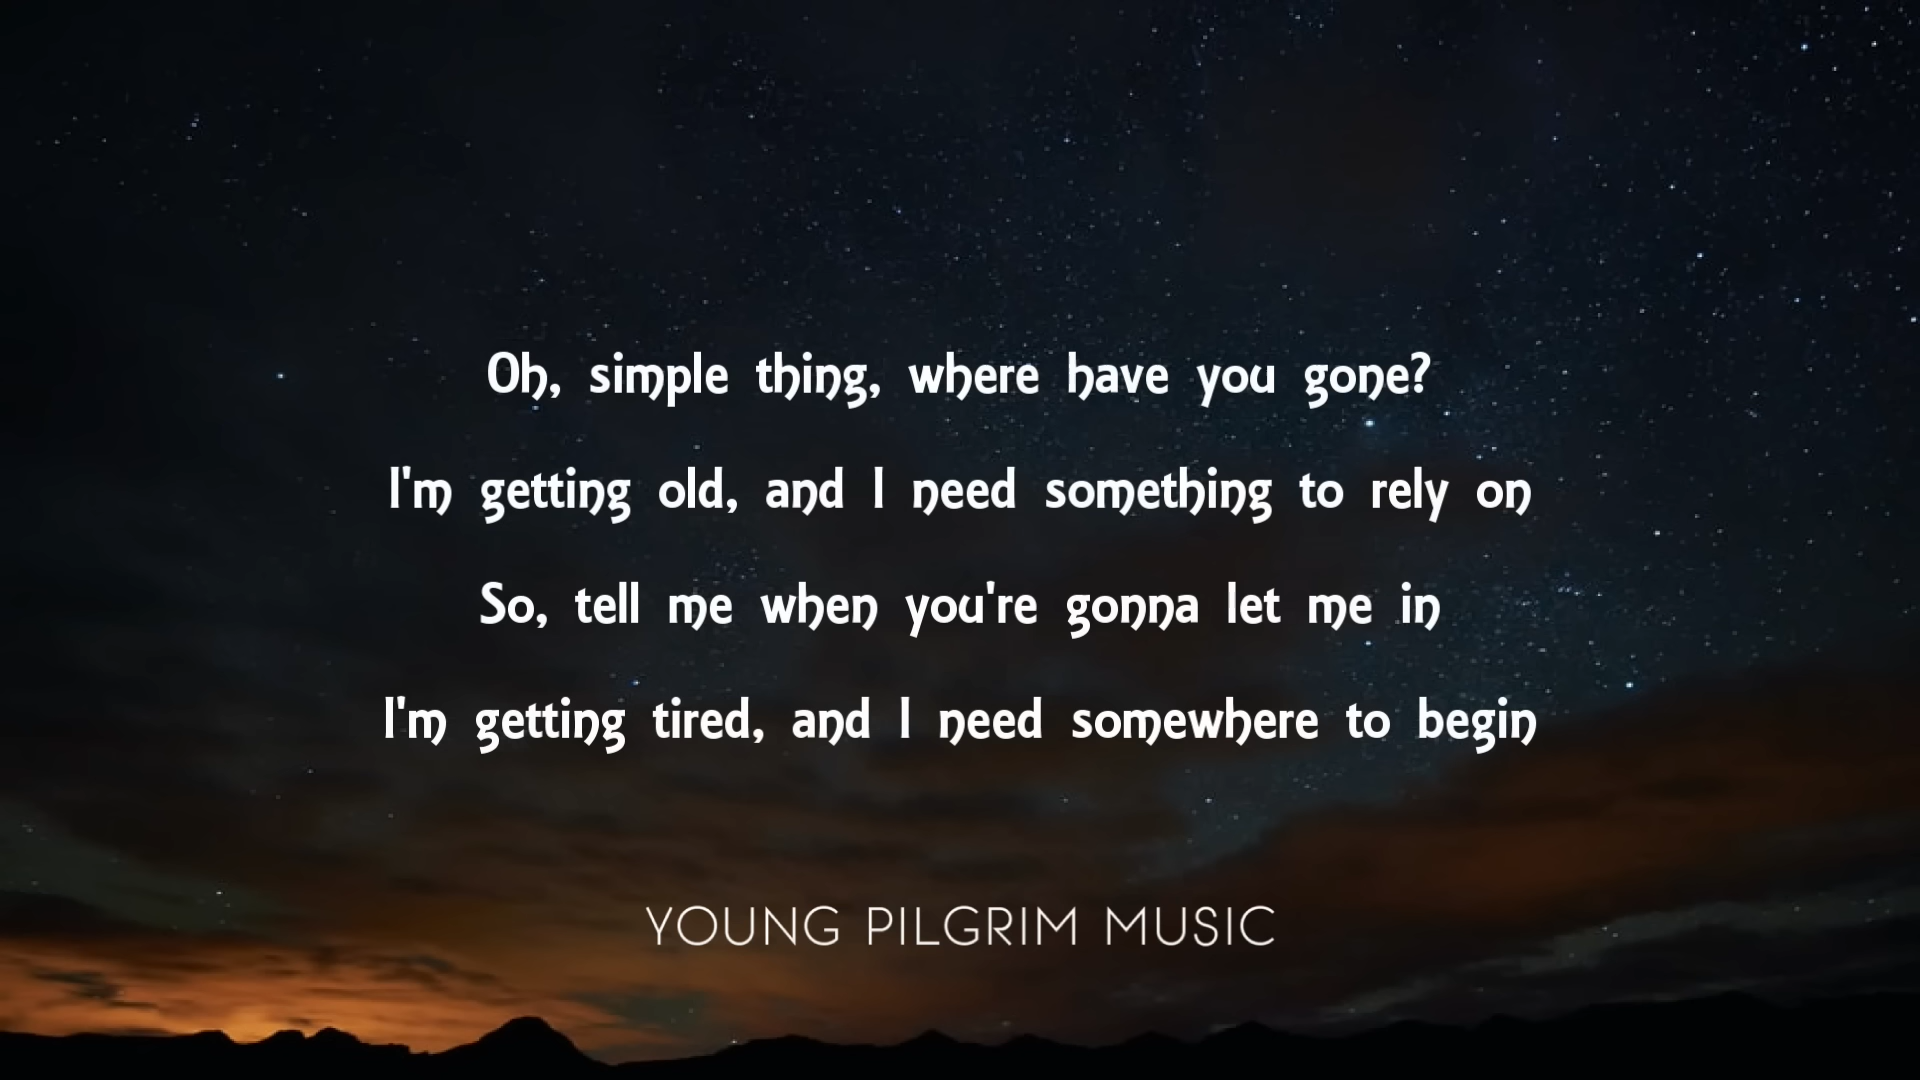 Oh, simple thing, where have you gone?
I'm getting old, and I need something to rely on
So, tell me when you're gonna let me in
I'm getting tired, and I need somewhere to begin
YOUNG PILGRIM MUSIC